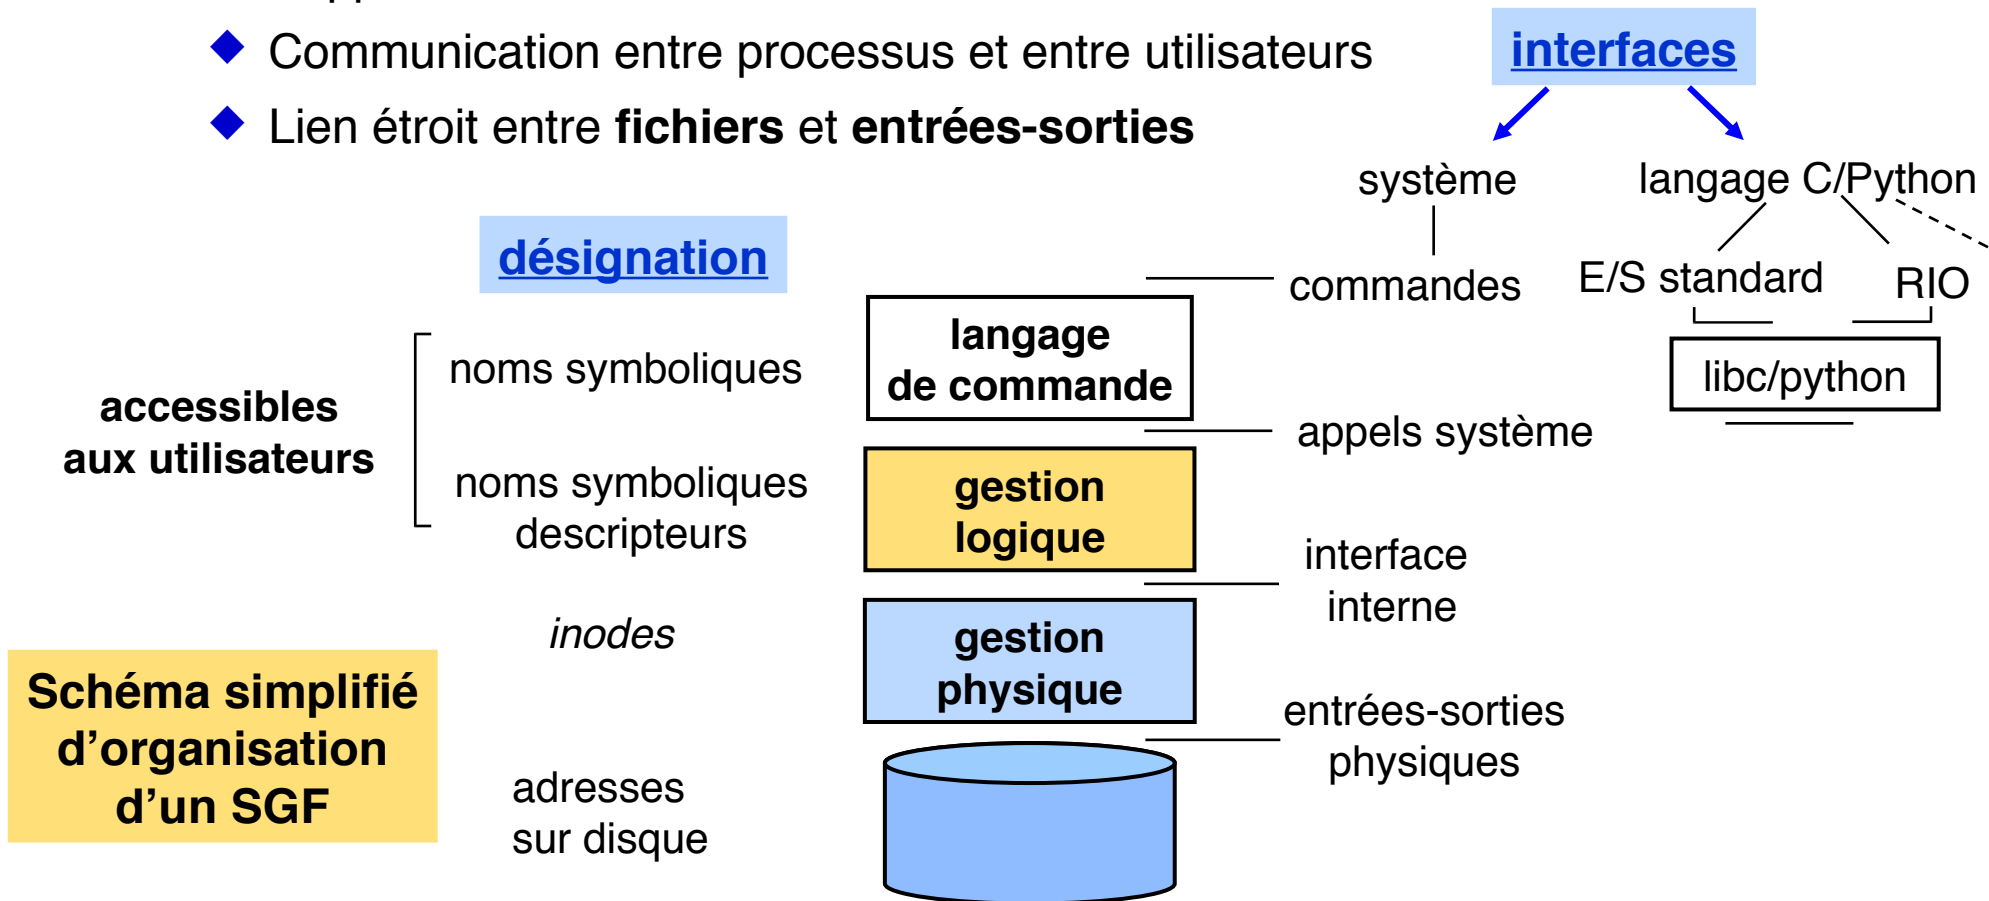 Communication entre processus et entre utilisateurs
Lien étroit entre fichiers et entrées-sorties
interfaces
système
langage C/Python
commandes
E/S standard
RIO
libc/python
désignation
accessibles
aux utilisateurs
noms symboliques
langage
de commande
appels système
noms symboliques
descripteurs
gestion
logique
interface
interne
inodes
gestion
physique
entrées-sorties
physiques
Schéma simplifié
d'organisation
d'un SGF
adresses
sur disque